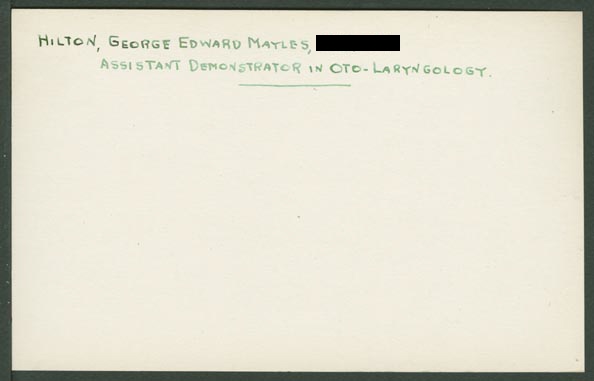 HILTON, GEORGE EDWARD MAYLES,
ASSISTANT DEMONSTRATOR IN OTO-LARYNGOLOGY.